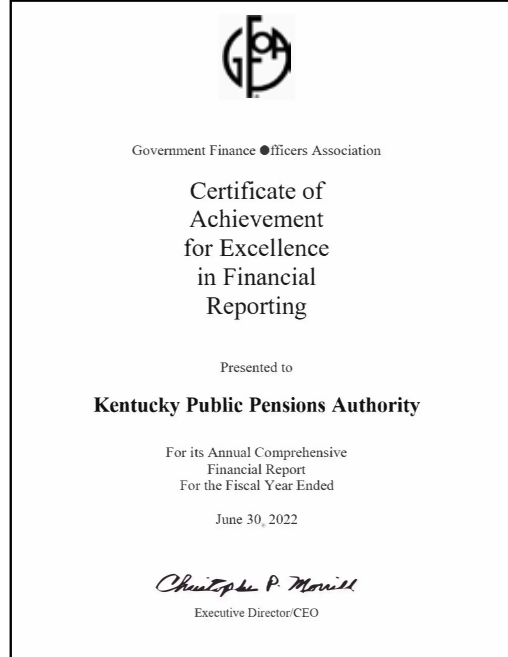 GFOA
Government Finance Officers Association
Certificate of
Achievement
for Excellence
in Financial
Reporting
Presented to
Kentucky Public Pensions Authority
For its Annual Comprehensive
Financial Report
For the Fiscal Year Ended
June 30, 2022
Christopher P. Morrill
Executive Director/CEO